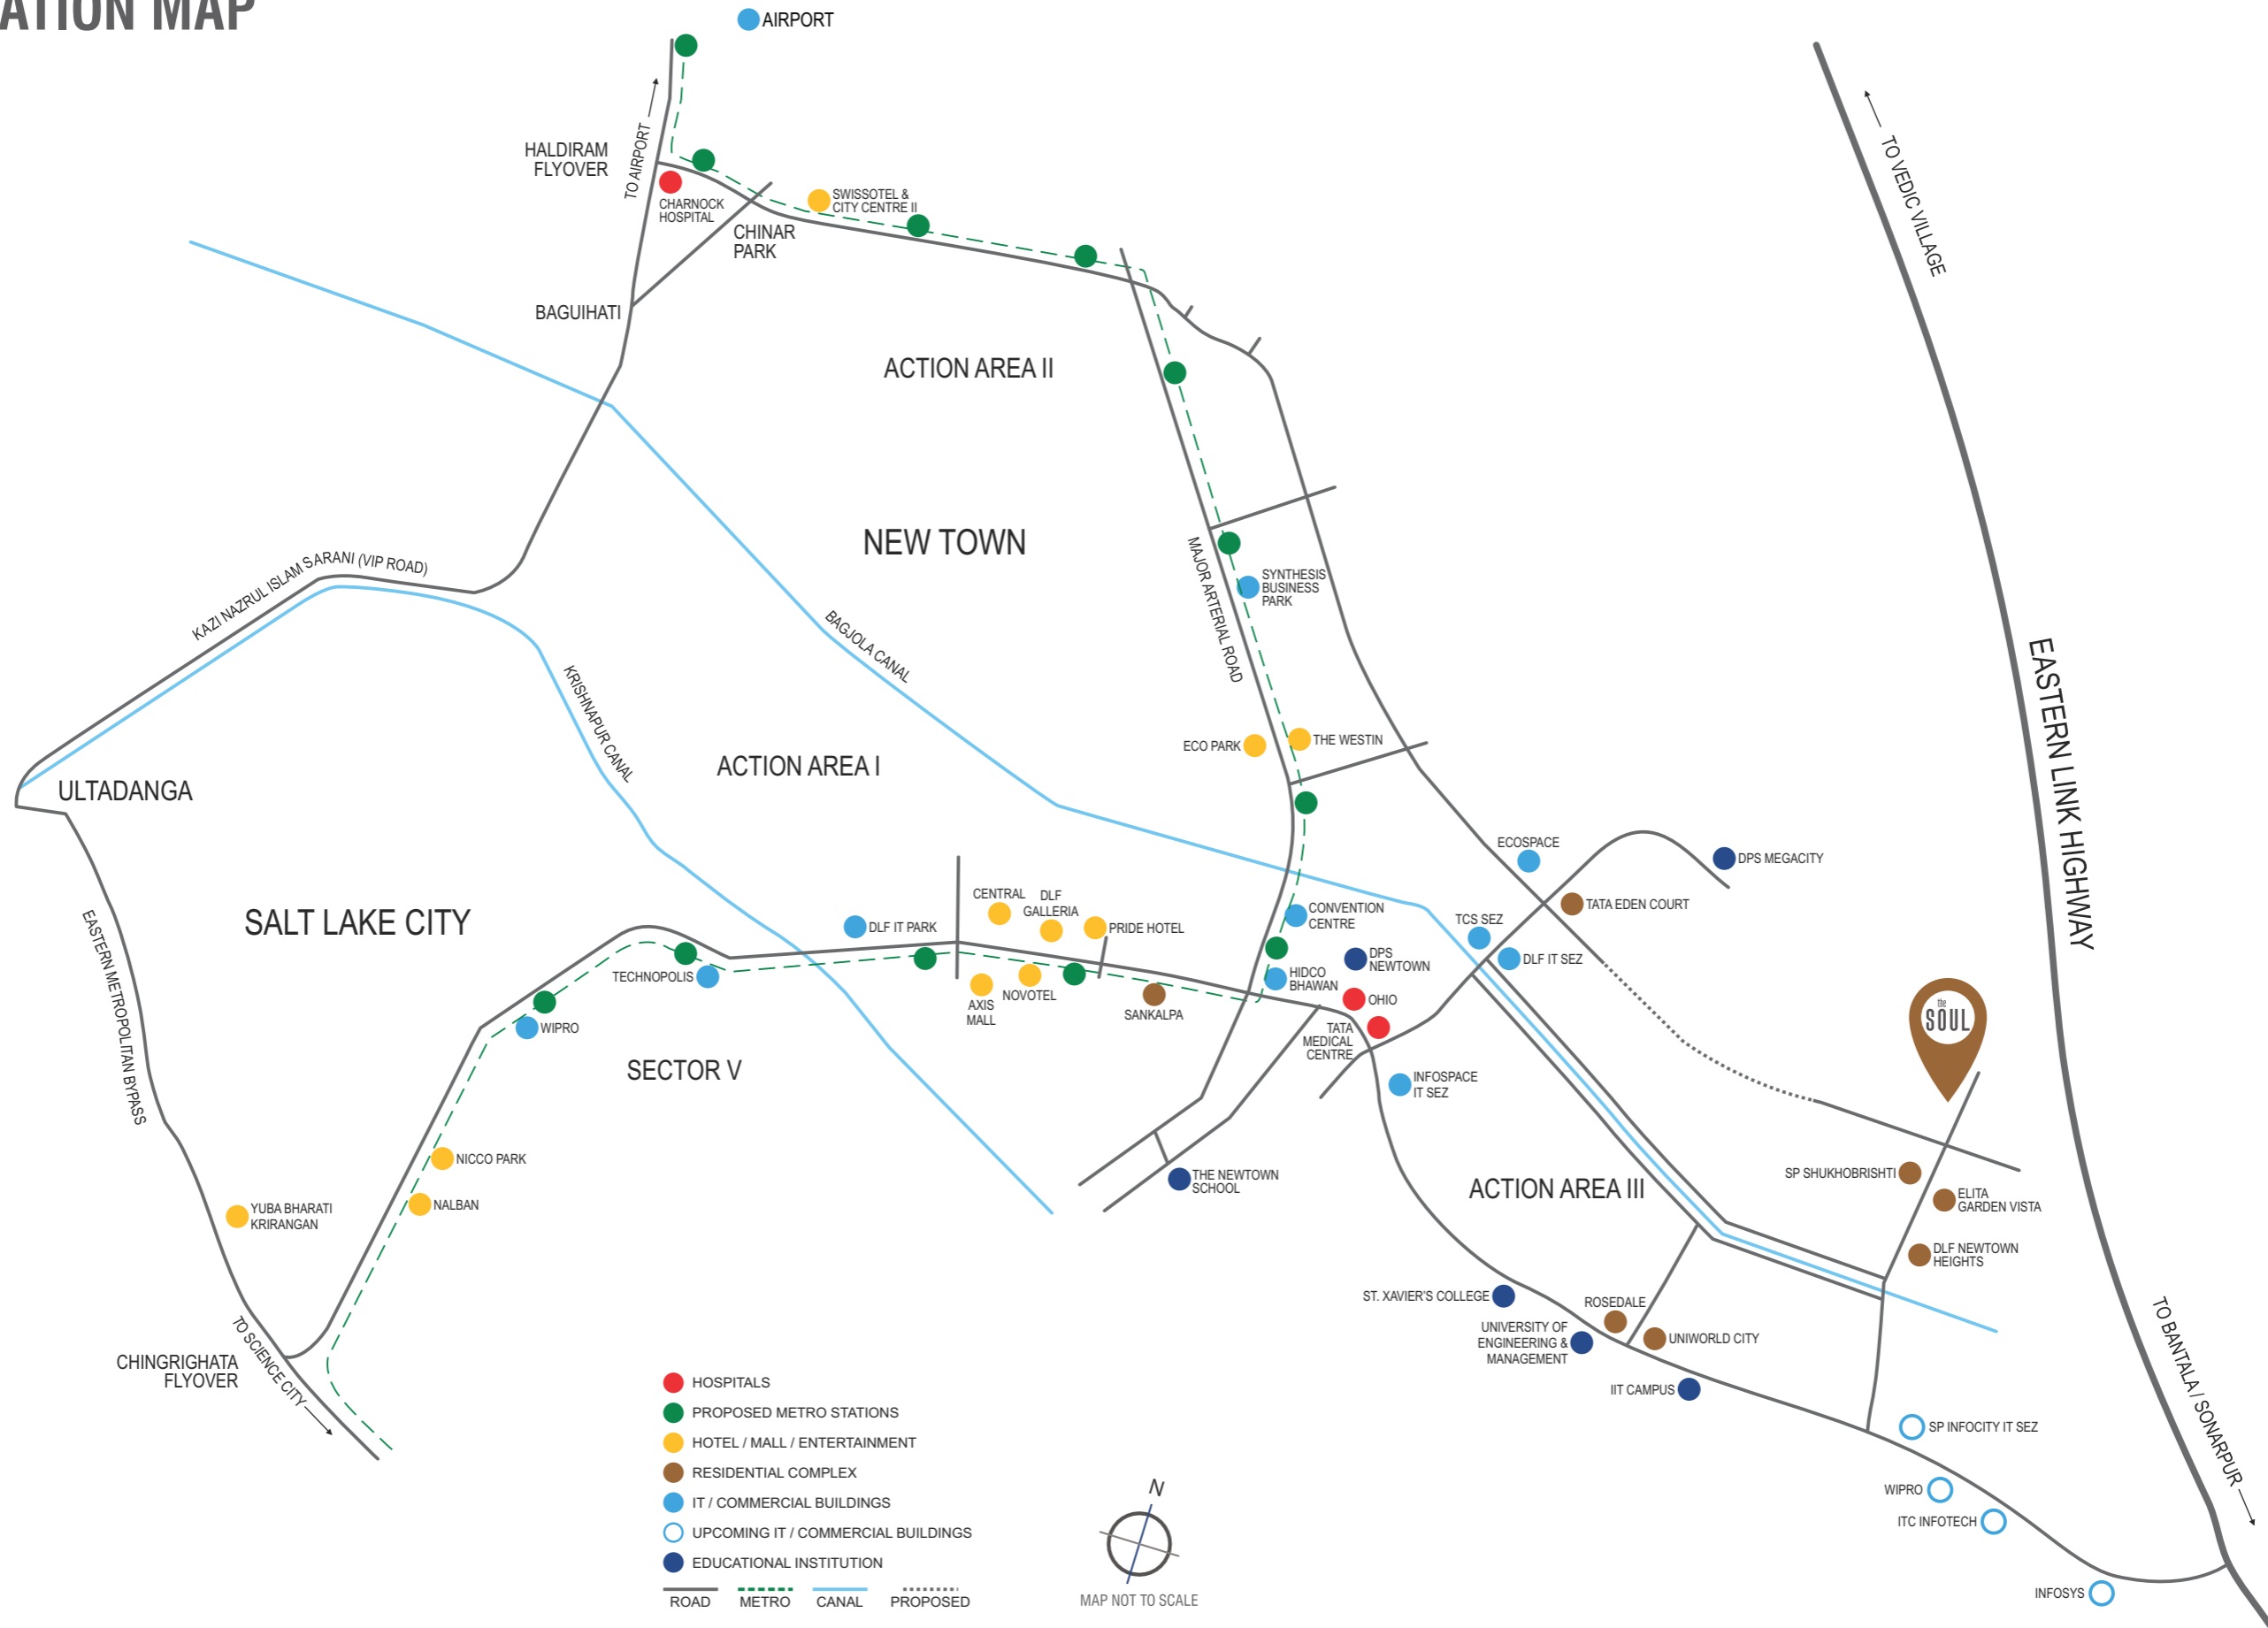 ATION MAP
AIRPORT
HALDIRAM
FLYOVER
TO AIRPORT
CHARNOCK
HOSPITAL
SWISSOTEL &
CITY CENTRE II
CHINAR
PARK
BAGUIHATI
TO VEDIC VILLAGE
ACTION AREA II
NEW TOWN
KAZI NAZRUL ISLAM SARANI (VIP ROAD)
MAJOR ARTERIAL ROAD
SYNTHESIS
BUSINESS
PARK
BAGJOLA CANAL
KRISHNAPUR CANAL
EASTERN LINK HIGHWAY
ECO PARK
THE WESTIN
ACTION AREA I
ULTADANGA
ECOSPACE
DPS MEGACITY
TATA EDEN COURT
SALT LAKE CITY
EASTERN METROPOLITAN BYPASS
DLF IT PARK
CENTRAL
DLF
GALLERIA
PRIDE HOTEL
CONVENTION
CENTRE
TCS SEZ
DLF IT SEZ
TECHNOPOLIS
AXIS
MALL
NOVOTEL
SANKALPA
HIDCO
BHAWAN
DPS
NEWTOWN
OHIO
TATA
MEDICAL
CENTRE
the
SOUL
WIPRO
SECTOR V
INFOSPACE
IT SEZ
NICCO PARK
NALBAN
YUBA BHARATI
KRIRANGAN
THE NEWTOWN
SCHOOL
ACTION AREA III
SP SHUKHOBRISHTI
ELITA
GARDEN VISTA
DLF NEWTOWN
HEIGHTS
ST. XAVIER'S COLLEGE
ROSEDALE
UNIVERSITY OF
ENGINEERING &
MANAGEMENT
UNIWORLD CITY
IIT CAMPUS
TO SCIENCE CITY
CHINGRIGHATA
FLYOVER
TO BANTALA / SONARPUR
SP INFOCITY IT SEZ
WIPRO
ITC INFOTECH
INFOSYS
HOSPITALS
PROPOSED METRO STATIONS
HOTEL / MALL / ENTERTAINMENT
RESIDENTIAL COMPLEX
IT / COMMERCIAL BUILDINGS
UPCOMING IT / COMMERCIAL BUILDINGS
EDUCATIONAL INSTITUTION
ROAD METRO CANAL PROPOSED
N
MAP NOT TO SCALE